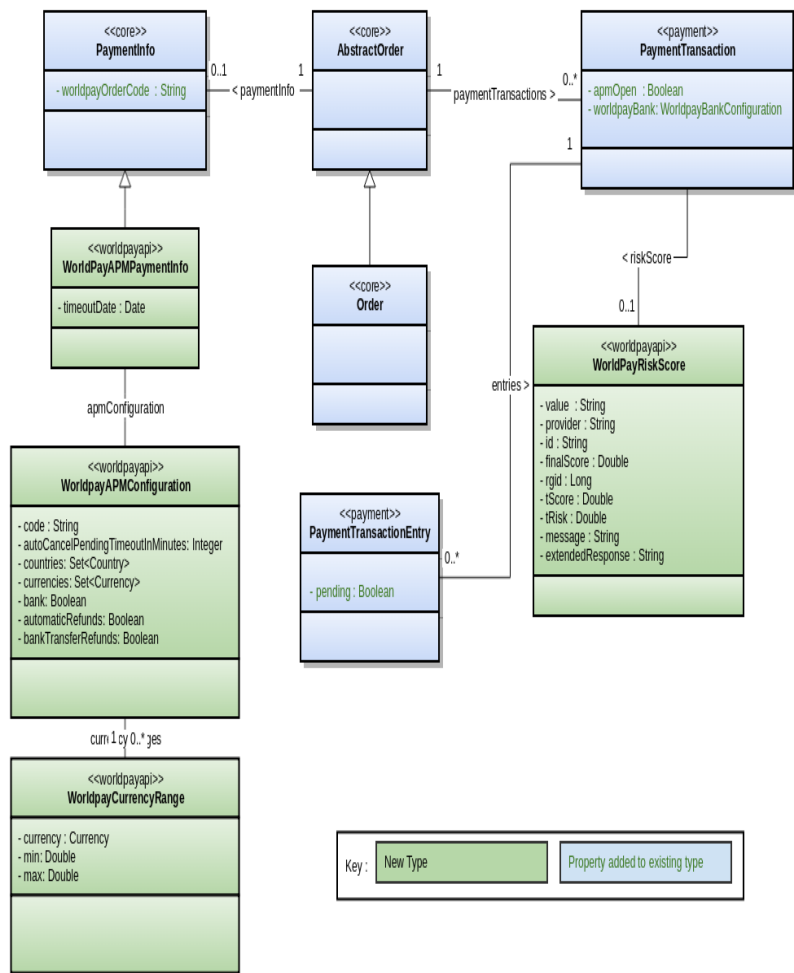 <<core>>
PaymentInfo
- worldpayOrderCode : String
0..1
< paymentInfo
1
<<core>>
AbstractOrder
1
paymentTransactions >
0..*
<<payment>>
PaymentTransaction
- apmOpen : Boolean
- worldpayBank: WorldpayBankConfiguration
1
<<worldpayapi>>
WorldPayAPMPaymentInfo
- timeoutDate : Date
<<core>>
Order
< riskScore
0..1
entries >
<<worldpayapi>>
WorldPayRiskScore
- value : String
- provider : String
- id : String
- finalScore : Double
- rgid : Long
- tScore : Double
- tRisk : Double
- message : String
- extendedResponse : String
apmConfiguration
<<worldpayapi>>
WorldpayAPMConfiguration
- code : String
- autoCancelPendingTimeoutInMinutes: Integer
- countries: Set<Country>
- currencies: Set<Currency>
- bank: Boolean
- automaticRefunds: Boolean
- bankTransferRefunds: Boolean
<<payment>>
PaymentTransactionEntry
- pending : Boolean
0..*
1 0..*
<<worldpayapi>>
WorldpayCurrencyRange
- currency : Currency
- min: Double
- max: Double
Key :
New Type
Property added to existing type